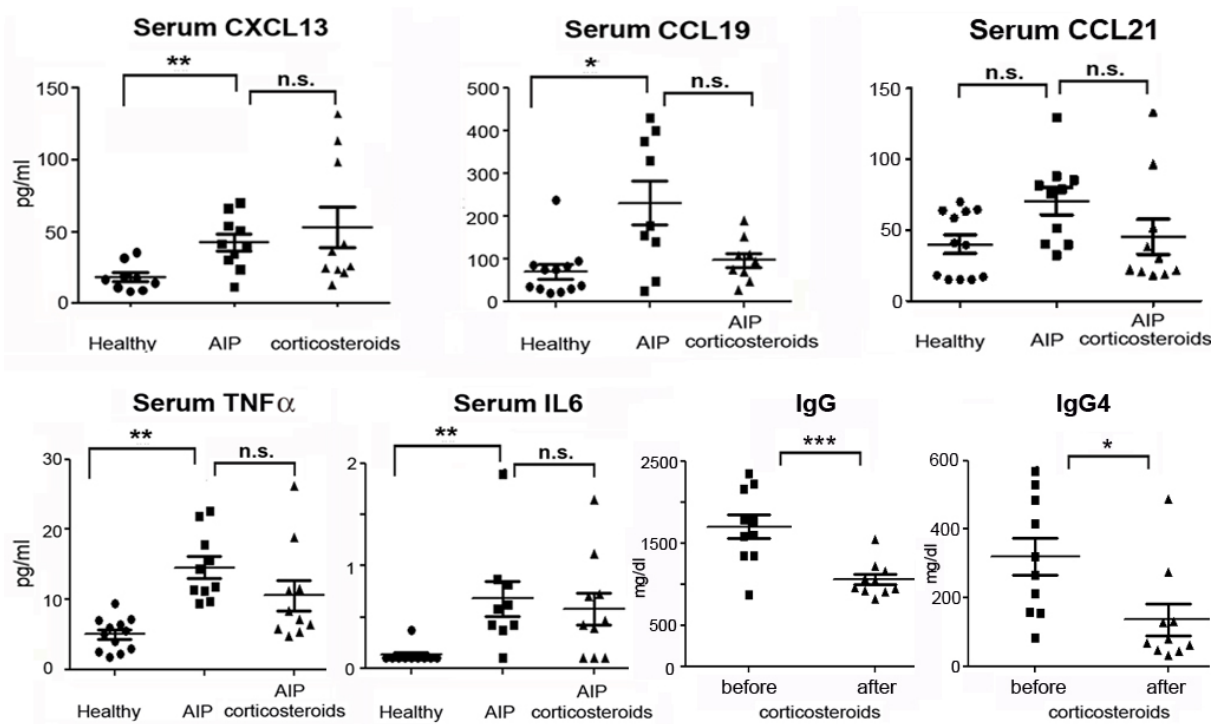 Serum CXCL13
**
n.s.
150
100
50
0
pg/ml
Healthy
AIP
corticosteroids
Serum CCL19
*
n.s.
500
400
300
200
100
0
Healthy
AIP
AIP
corticosteroids
Serum CCL21
n.s.
n.s.
150
100
50
0
Healthy
AIP
AIP
corticosteroids
Serum TNFα
**
n.s.
30
20
10
0
pg/ml
Healthy
AIP
AIP
corticosteroids
Serum IL6
**
n.s.
2
1
0
Healthy
AIP
AIP
corticosteroids
IgG
***
2500
1500
1000
500
0
mg/dl
before
after
corticosteroids
IgG4
*
600
400
200
0
mg/dl
before
after
corticosteroids